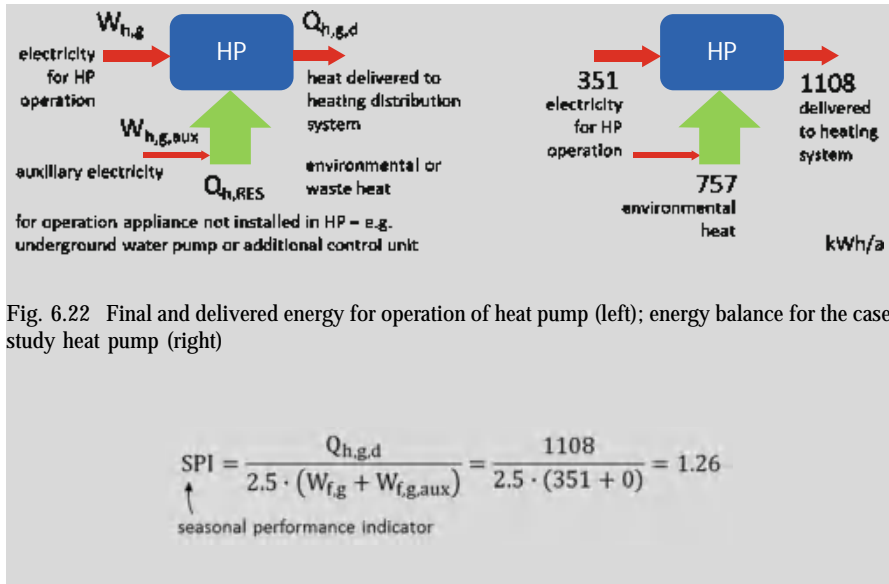 W_h,g
electricity
for HP
operation
HP
Q_h,g,d
heat delivered to
heating distribution
system
W_h,g,aux
auxiliary electricity
Q_h,RES
environmental or
waste heat
for operation appliance not installed in HP – e.g.
underground water pump or additional control unit
351
electricity
for HP
operation
HP
1108
delivered
to heating
system
757
environmental
heat
kWh/a
Fig. 6.22 Final and delivered energy for operation of heat pump (left); energy balance for the case
study heat pump (right)
SPI = Q_h,g,d / 2.5 · (W_f,g + W_f,g,aux) = 1108 / 2.5 · (351 + 0) = 1.26
seasonal performance indicator